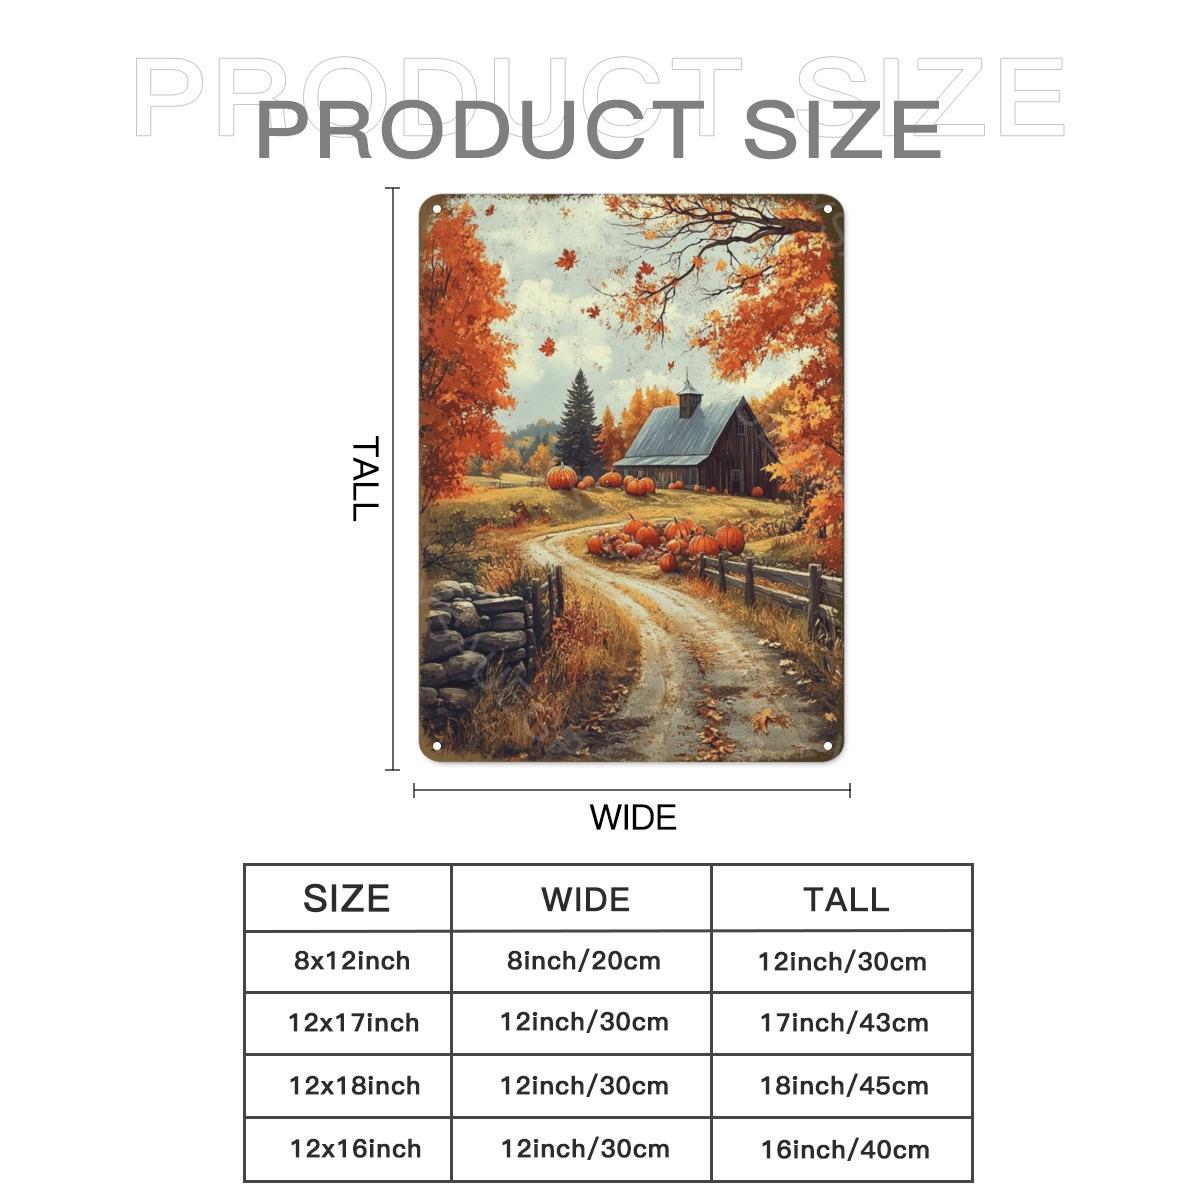 PRODUCT SIZE
PRODUCT SIZE
TALL
WIDE
SIZE WIDE TALL
8x12inch 8inch/20cm 12inch/30cm
12x17inch 12inch/30cm 17inch/43cm
12x18inch 12inch/30cm 18inch/45cm
12x16inch 12inch/30cm 16inch/40cm